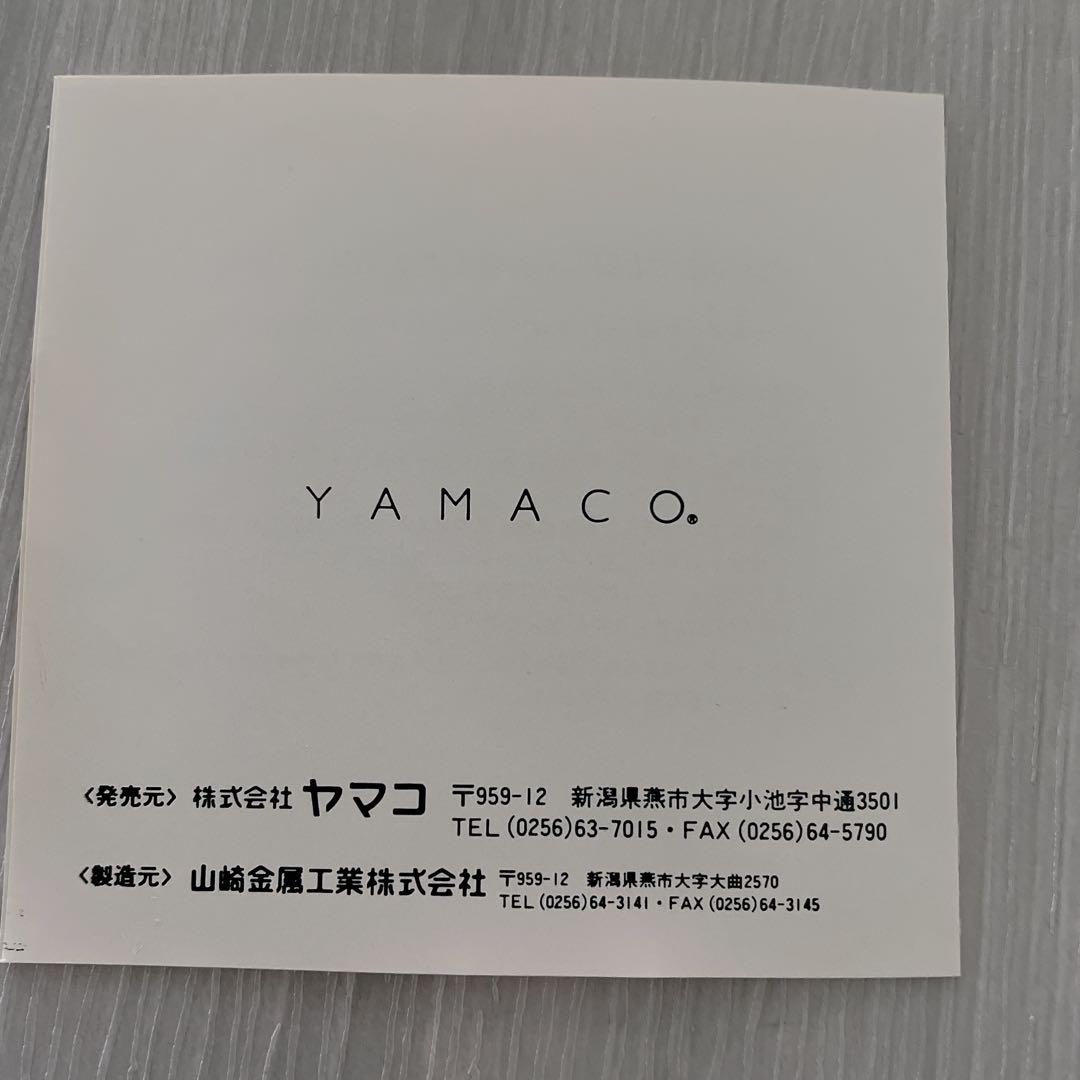 YAMACO®
〈発売元〉 株式会社 ヤマコ 〒959-12 新潟県燕市大字小池字中通3501
TEL (0256)63-7015・FAX (0256)64-5790
〈製造元〉 山崎金属工業株式会社 〒959-12 新潟県燕市大字大曲2570
TEL (0256)64-3141・FAX (0256)64-3145